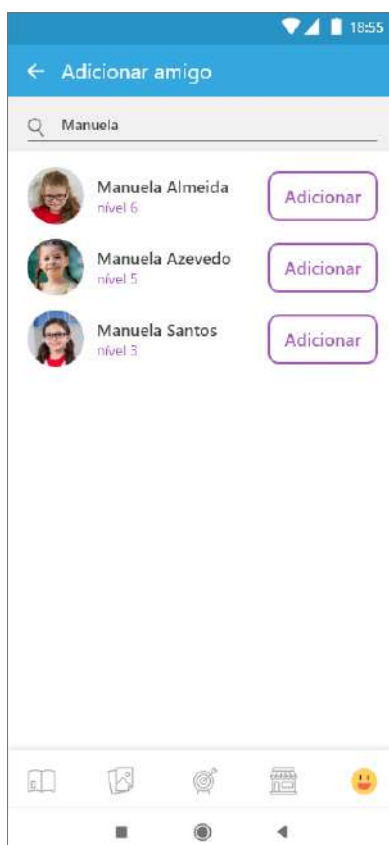 18:55
Adicionar amigo
Manuela
Manuela Almeida
nível 6
Adicionar
Manuela Azevedo
nível 5
Adicionar
Manuela Santos
nível 3
Adicionar